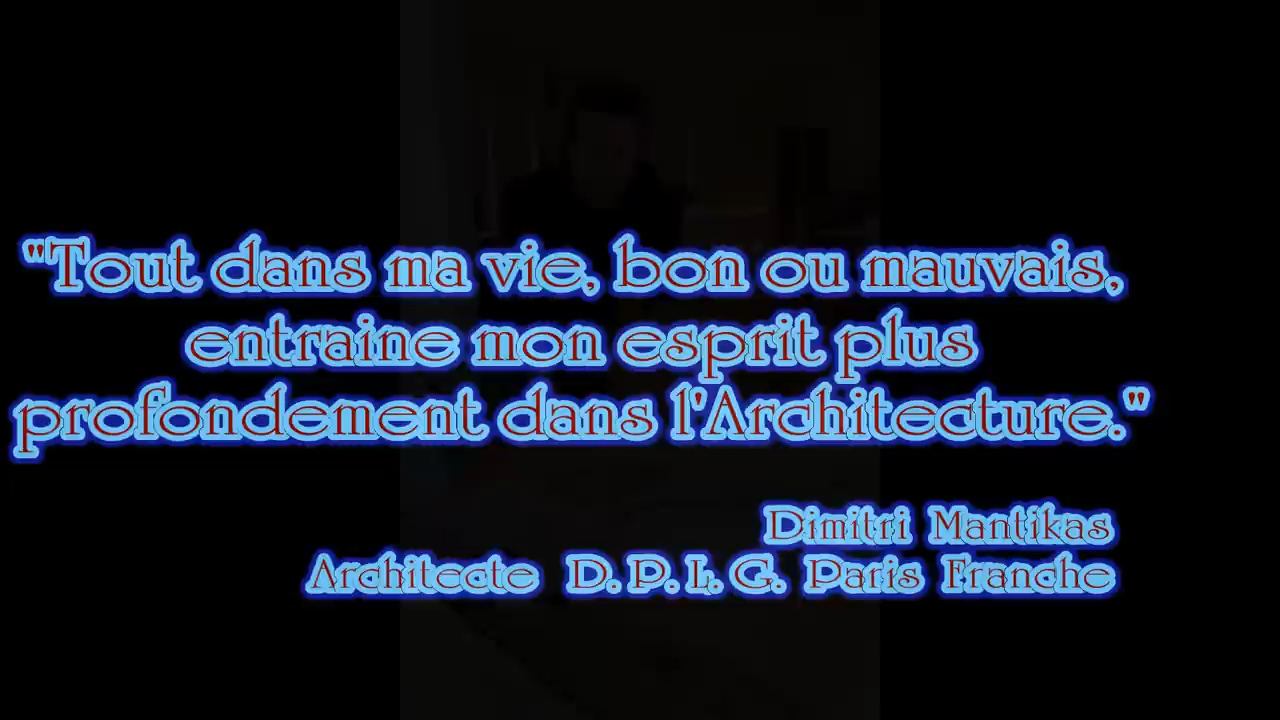 "Tout dans ma vie, bon ou mauvais,
entraine mon esprit plus
profondement dans l'Architecture."
Dimitri Mantikas
Architecte D.P.L.G. Paris Franche